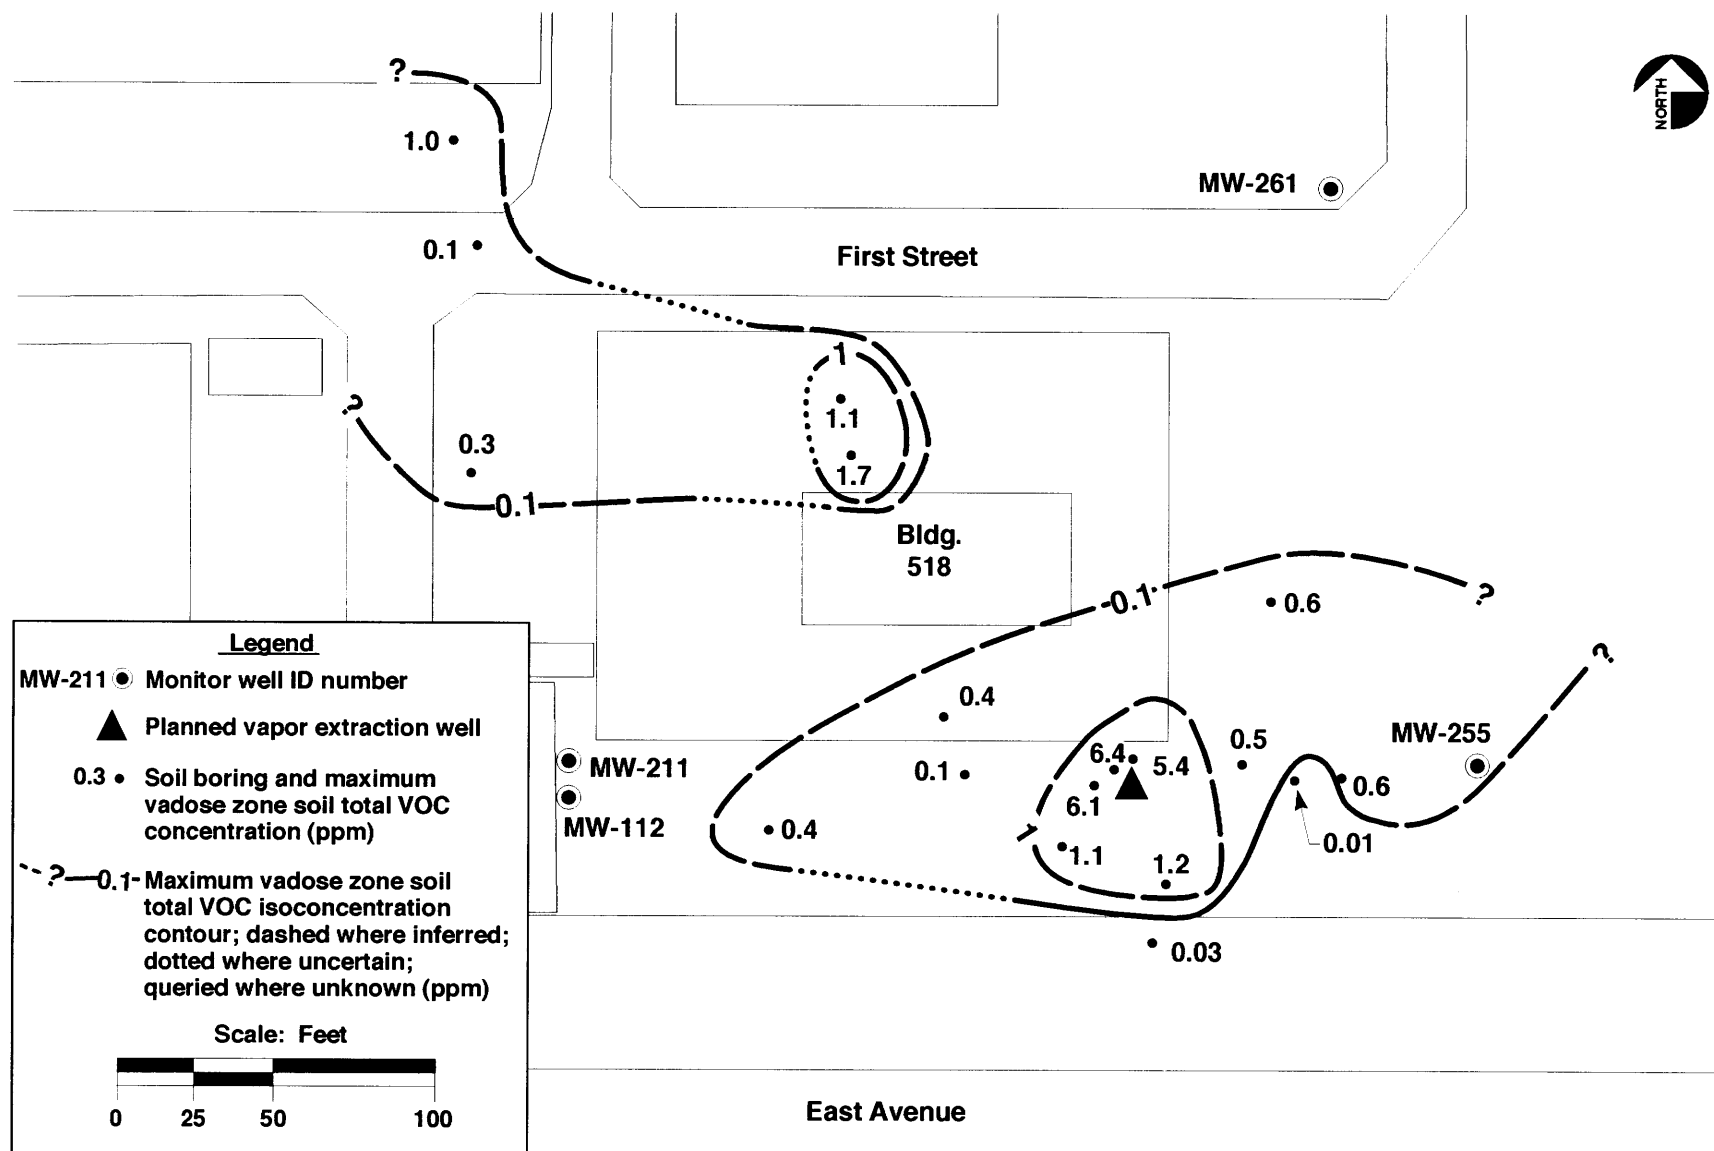 ?
1.0
NORTH
MW-261
0.1
First Street
1
?
1.1
0.3
1.7
0.1
Bldg.
518
0.1
0.6
?
?
0.4
MW-255
0.5
6.4
5.4
0.1
MW-211
6.1
0.6
MW-112
0.4
1
0.01
1.1
1.2
0.03
East Avenue
Legend
MW-211 Monitor well ID number
Planned vapor extraction well
0.3 Soil boring and maximum
vadose zone soil total VOC
concentration (ppm)
?—0.1- Maximum vadose zone soil
total VOC isoconcentration
contour; dashed where inferred;
dotted where uncertain;
queried where unknown (ppm)
Scale: Feet
0 25 50 100